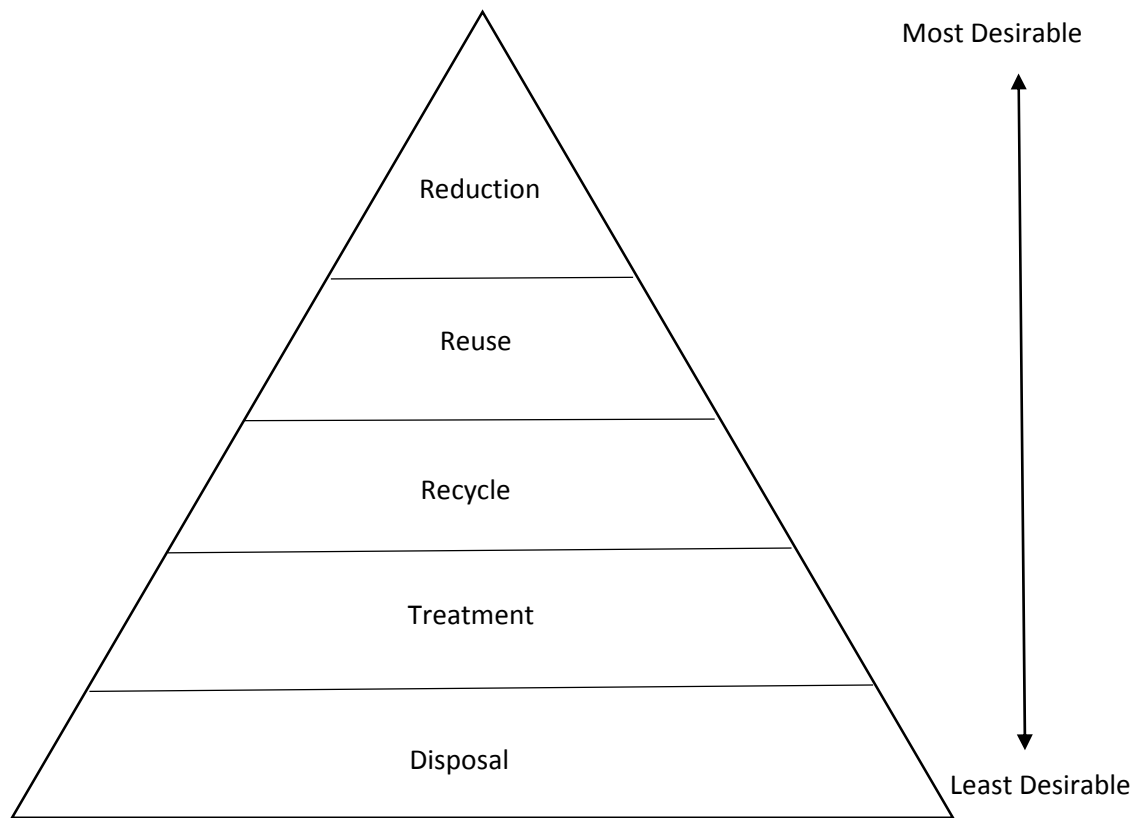 Most Desirable
Reduction
Reuse
Recycle
Treatment
Disposal
Least Desirable